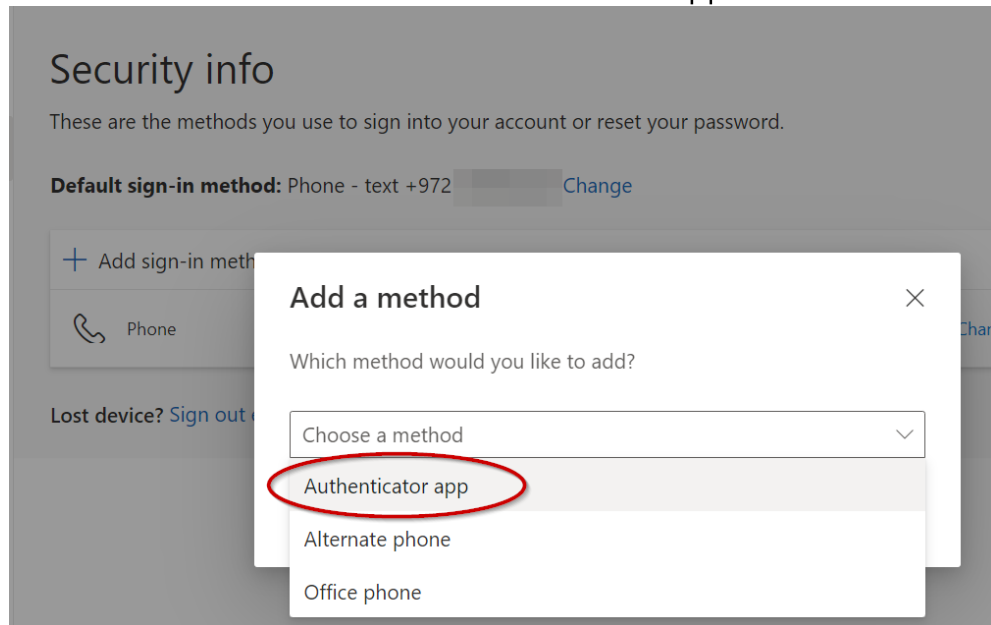 pp
Security info
These are the methods you use to sign into your account or reset your password.
Default sign-in method: Phone - text +972 Change
Add sign-in meth
Add a method
Phone
Which method would you like to add?
Lost device? Sign out
Choose a method
Authenticator app
Alternate phone
Office phone